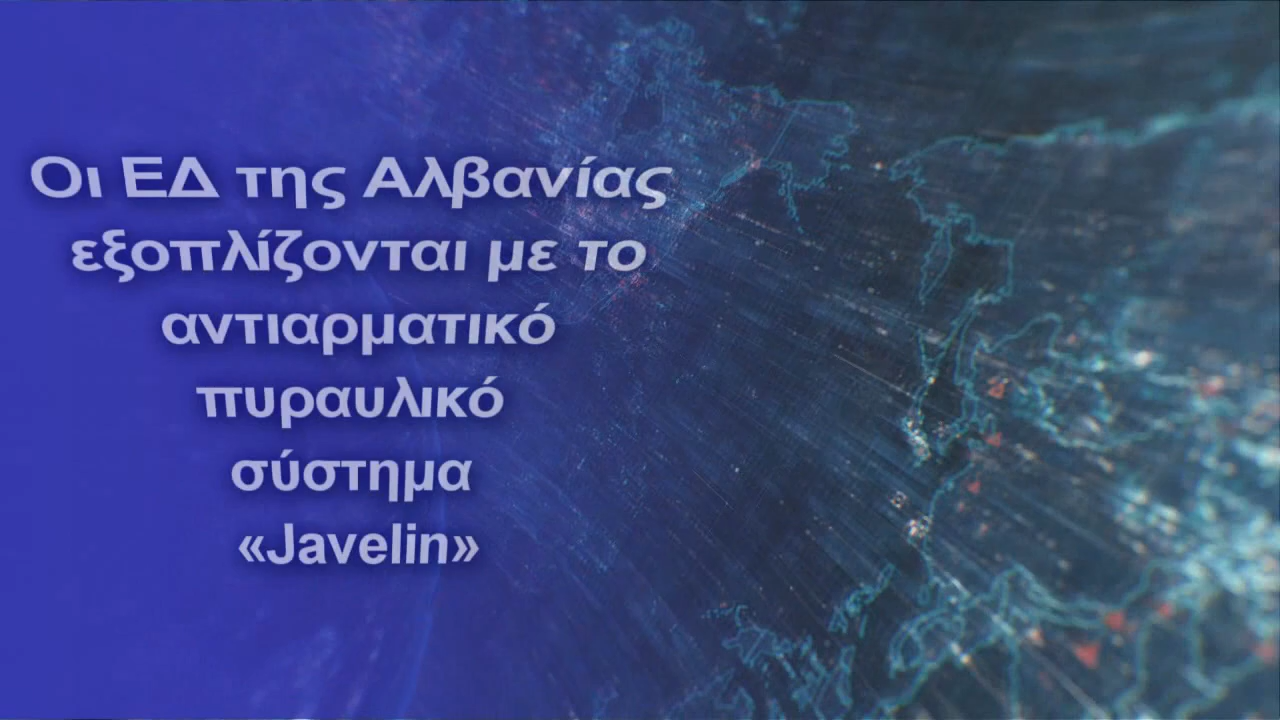 Οι ΕΔ της Αλβανίας
εξοπλίζονται με το
αντιαρματικό
πυραυλικό
σύστημα
«Javelin»